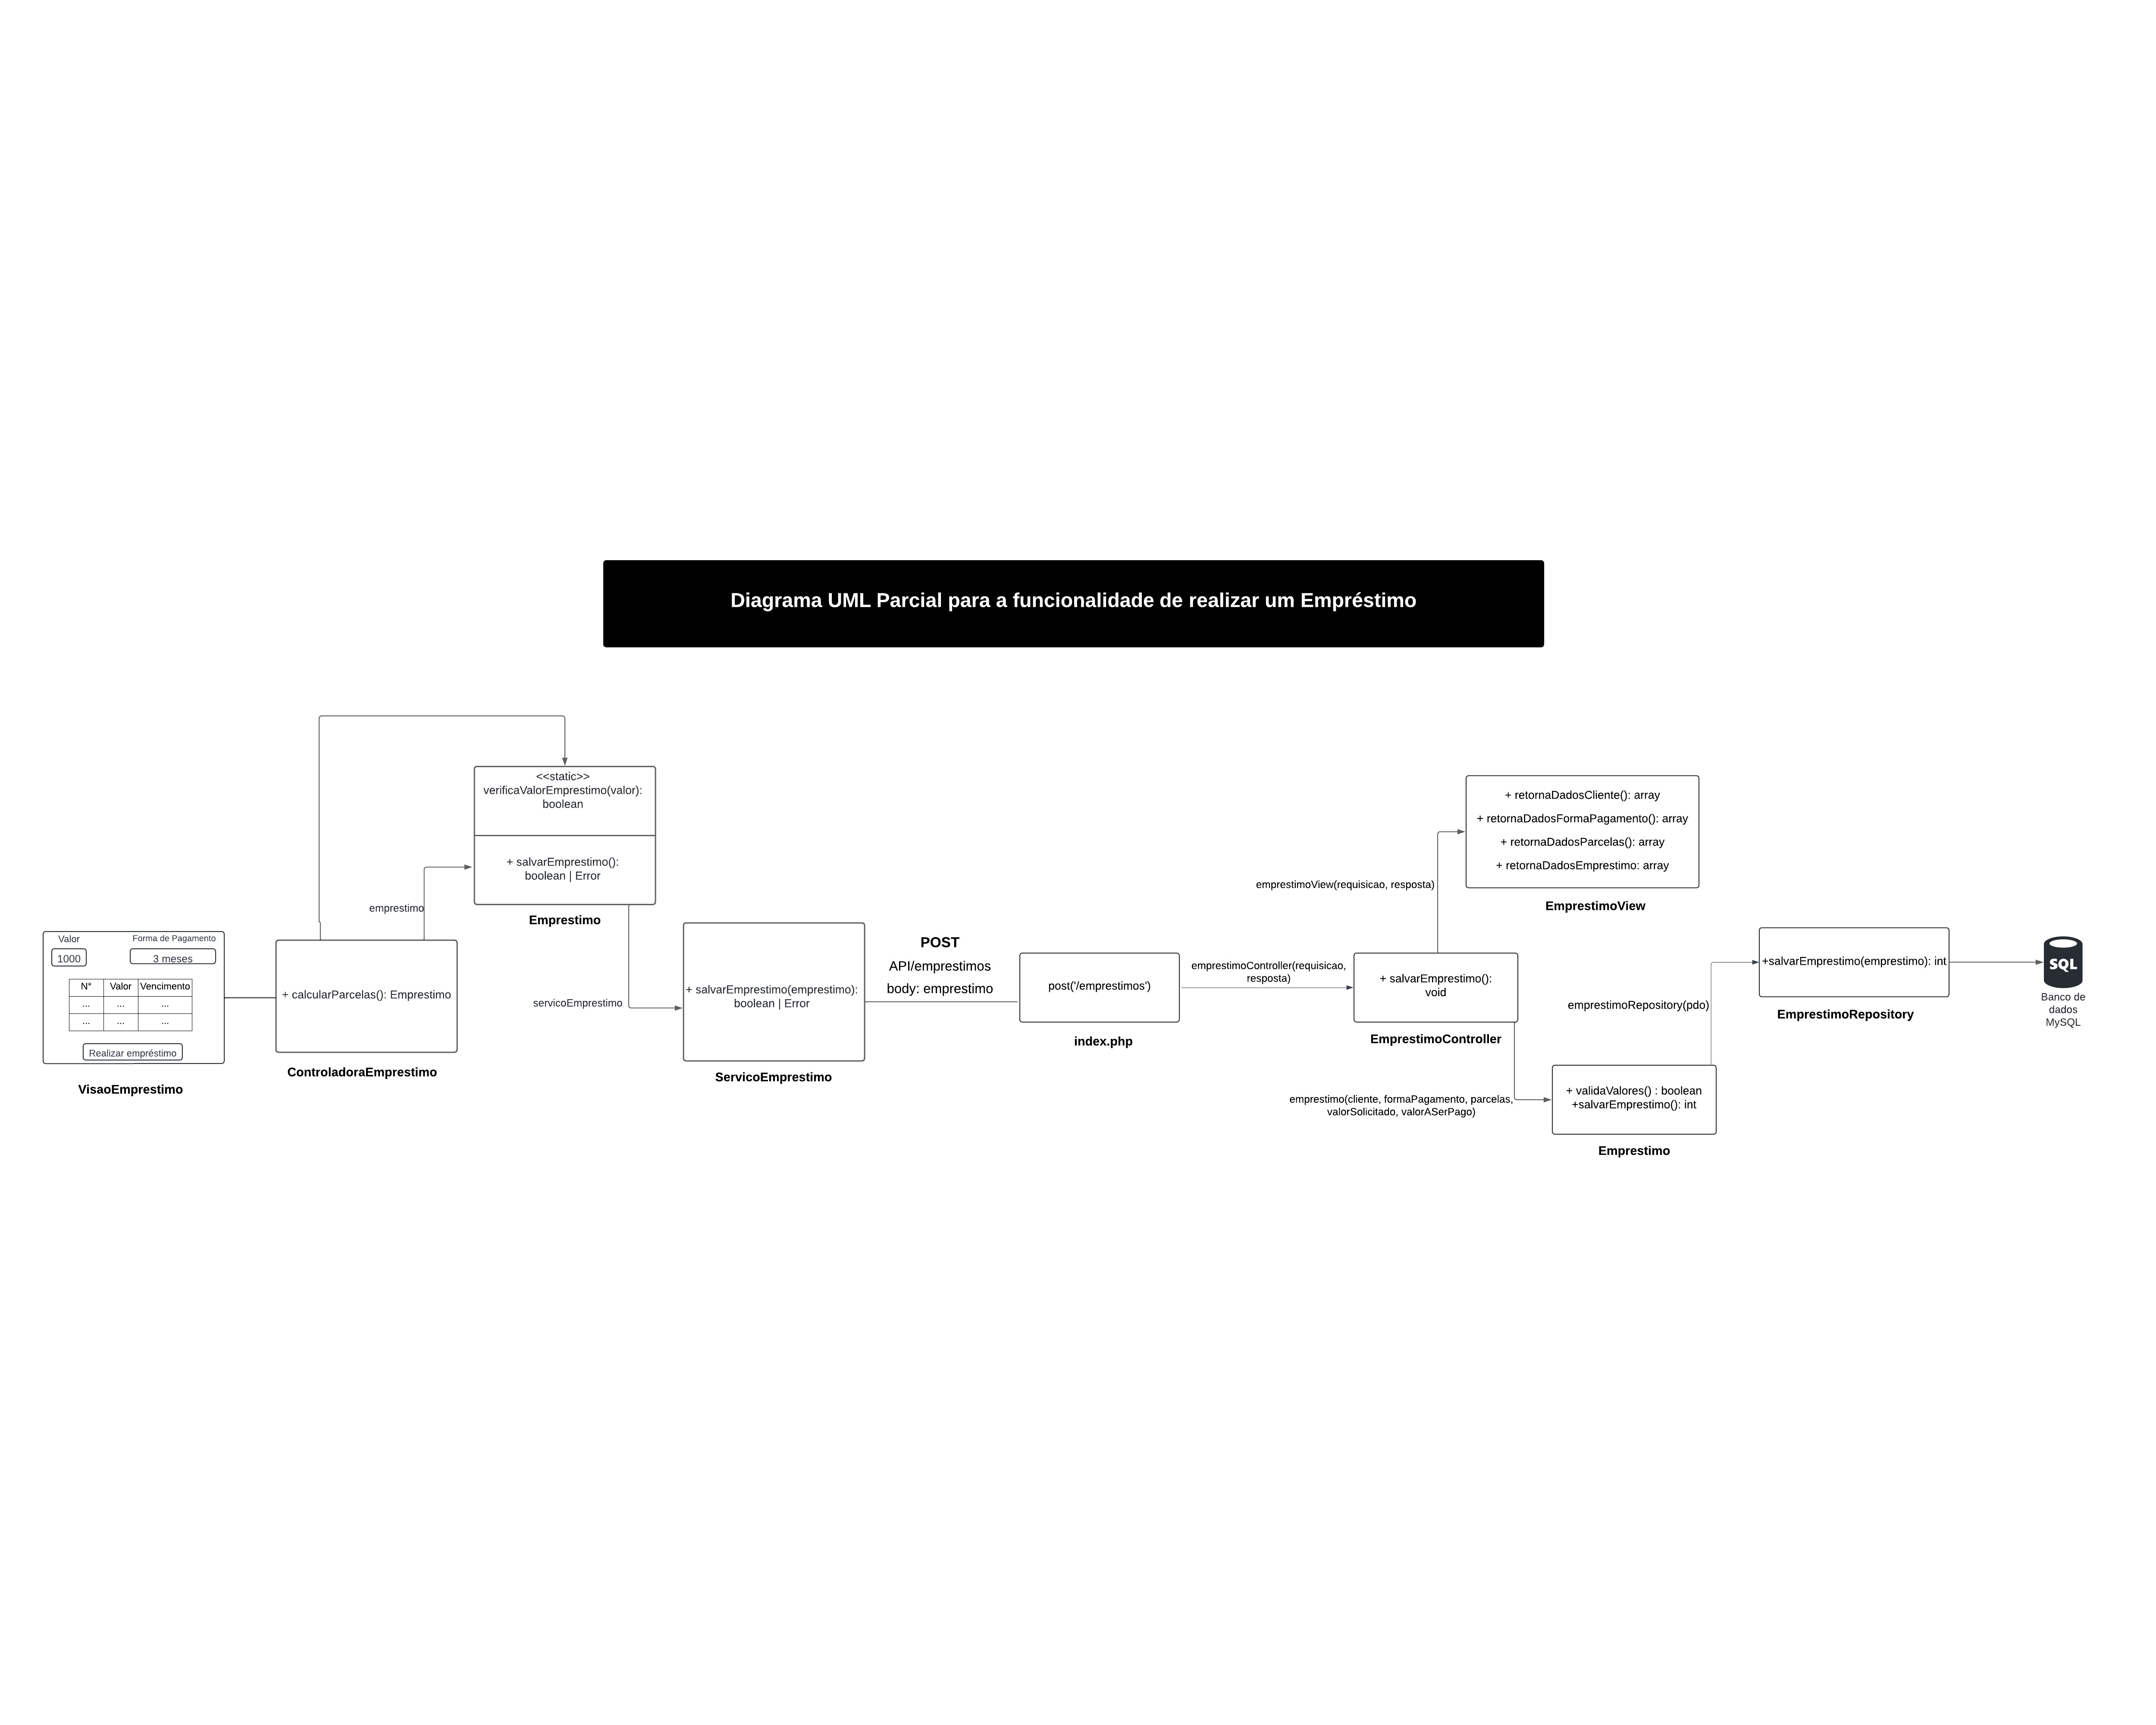 Diagrama UML Parcial para a funcionalidade de realizar um Empréstimo
Valor
Forma de Pagamento
1000
3 meses
N°
Valor
Vencimento
...
...
...
...
...
...
Realizar empréstimo
VisaoEmprestimo
+ calcularParcelas(): Emprestimo
ControladoraEmprestimo
emprestimo
<<static>>
verificaValorEmprestimo(valor):
boolean
+ salvarEmprestimo():
boolean | Error
Emprestimo
servicoEmprestimo
+ salvarEmprestimo(emprestimo):
boolean | Error
ServicoEmprestimo
POST
API/emprestimos
body: emprestimo
post('/emprestimos')
index.php
emprestimoController(requisicao,
resposta)
+ salvarEmprestimo():
void
EmprestimoController
emprestimoView(requisicao, resposta)
+ retornaDadosCliente(): array
+ retornaDadosFormaPagamento(): array
+ retornaDadosParcelas(): array
+ retornaDadosEmprestimo: array
EmprestimoView
emprestimo(cliente, formaPagamento, parcelas,
valorSolicitado, valorASerPago)
+ validaValores() : boolean
+salvarEmprestimo(): int
Emprestimo
emprestimoRepository(pdo)
+salvarEmprestimo(emprestimo): int
EmprestimoRepository
SQL
Banco de
dados
MySQL